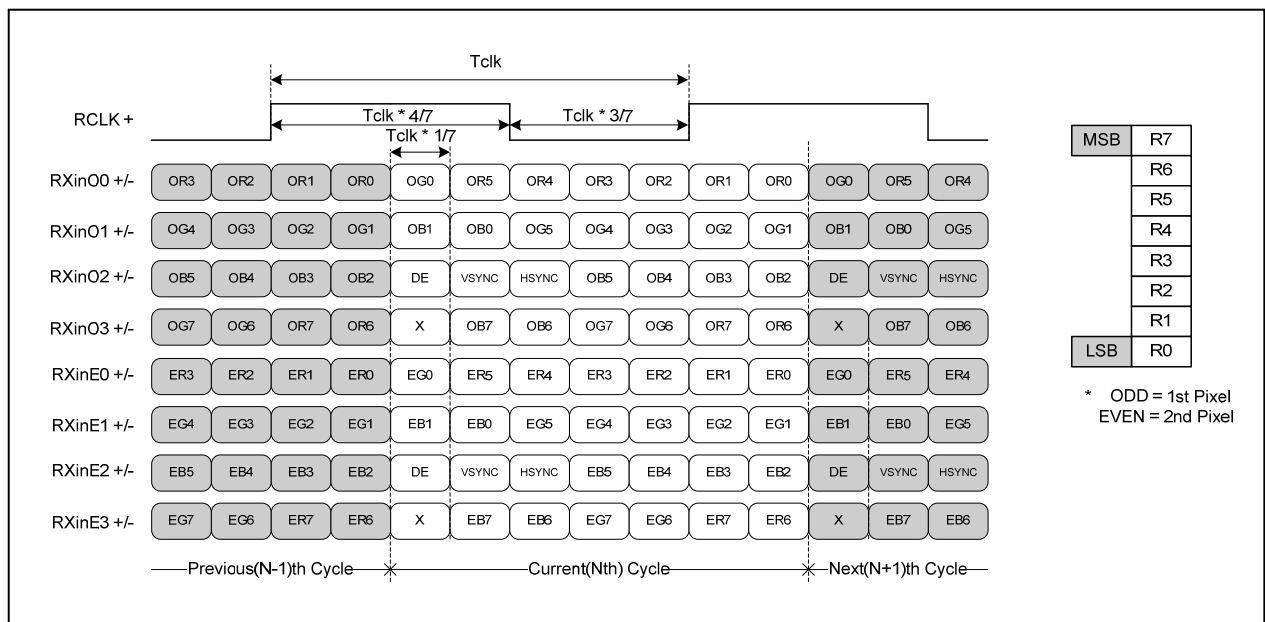 Tclk
RCLK +
Tclk * 4/7
Tclk * 3/7
Tclk * 1/7
RXinO0 +/- OR3 OR2 OR1 OR0 OG0 OR5 OR4 OR3 OR2 OR1 OR0 OG0 OR5 OR4
RXinO1 +/- OG4 OG3 OG2 OG1 OB1 OB0 OG5 OG4 OG3 OG2 OG1 OB1 OB0 OG5
RXinO2 +/- OB5 OB4 OB3 OB2 DE VSYNC HSYNC OB5 OB4 OB3 OB2 DE VSYNC HSYNC
RXinO3 +/- OG7 OG6 OR7 OR6 X OB7 OB6 OG7 OG6 OR7 OR6 X OB7 OB6
RXinE0 +/- ER3 ER2 ER1 ER0 EG0 ER5 ER4 ER3 ER2 ER1 ER0 EG0 ER5 ER4
RXinE1 +/- EG4 EG3 EG2 EG1 EB1 EB0 EG5 EG4 EG3 EG2 EG1 EB1 EB0 EG5
RXinE2 +/- EB5 EB4 EB3 EB2 DE VSYNC HSYNC EB5 EB4 EB3 EB2 DE VSYNC HSYNC
RXinE3 +/- EG7 EG6 ER7 ER6 X EB7 EB6 EG7 EG6 ER7 ER6 X EB7 EB6
Previous(N-1)th Cycle Current(Nth) Cycle Next(N+1)th Cycle
MSB R7
R6
R5
R4
R3
R2
R1
LSB R0
* ODD = 1st Pixel
EVEN = 2nd Pixel